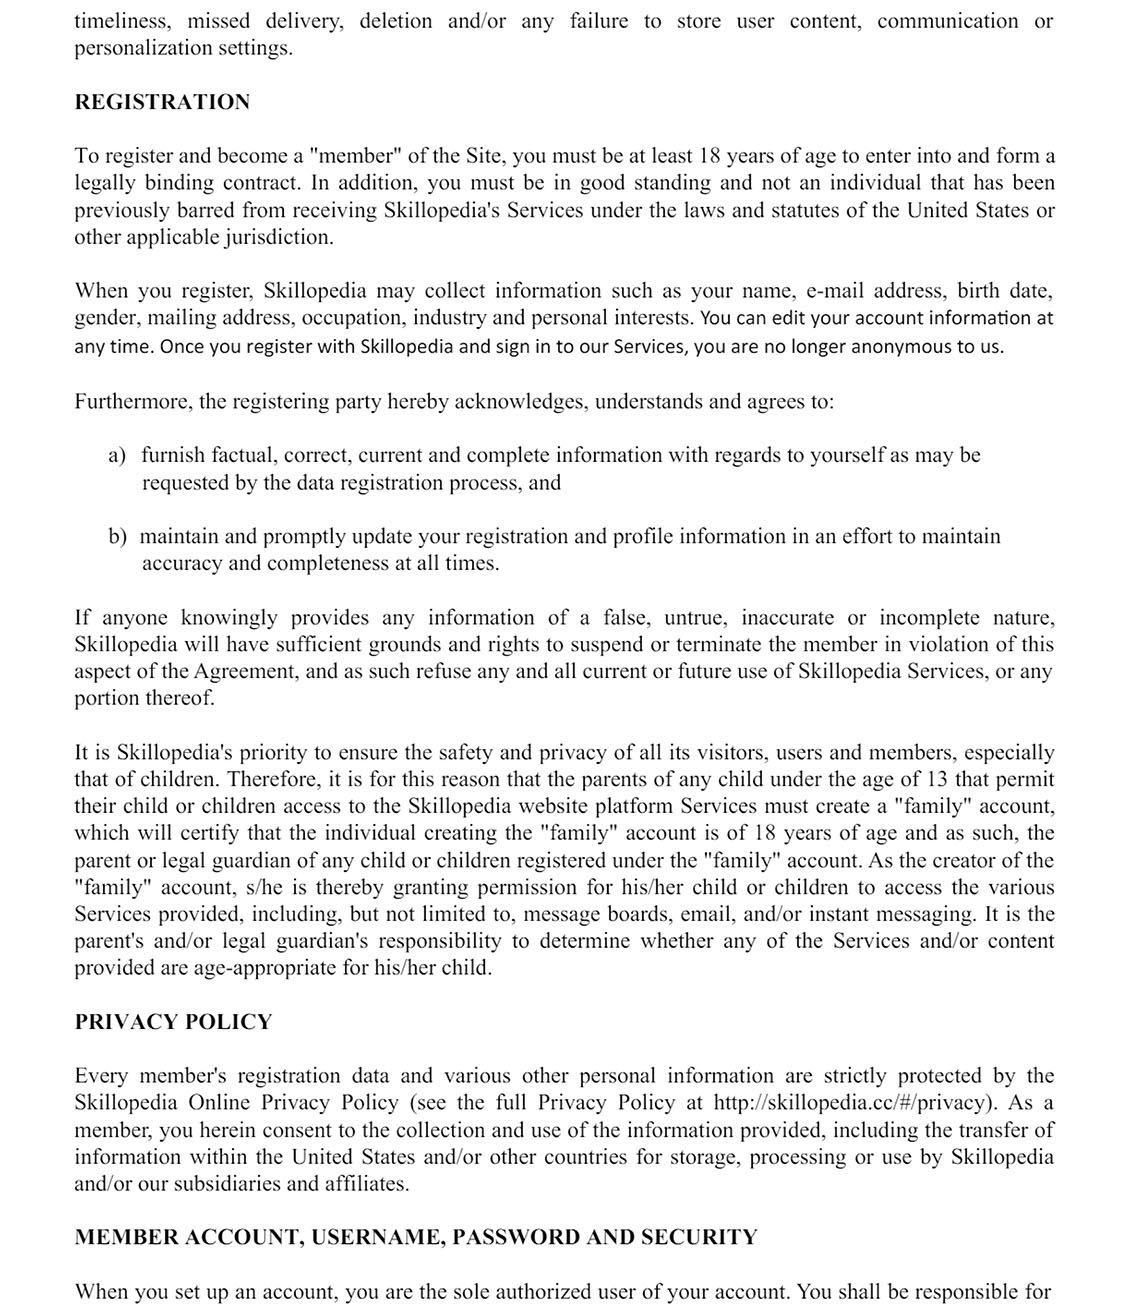 timeliness, missed delivery, deletion and/or any failure to store user content, communication or
personalization settings.
REGISTRATION
To register and become a "member" of the Site, you must be at least 18 years of age to enter into and form a
legally binding contract. In addition, you must be in good standing and not an individual that has been
previously barred from receiving Skillopedia's Services under the laws and statutes of the United States or
other applicable jurisdiction.
When you register, Skillopedia may collect information such as your name, e-mail address, birth date,
gender, mailing address, occupation, industry and personal interests. You can edit your account information at
any time. Once you register with Skillopedia and sign in to our Services, you are no longer anonymous to us.
Furthermore, the registering party hereby acknowledges, understands and agrees to:
a) furnish factual, correct, current and complete information with regards to yourself as may be
requested by the data registration process, and
b) maintain and promptly update your registration and profile information in an effort to maintain
accuracy and completeness at all times.
If anyone knowingly provides any information of a false, untrue, inaccurate or incomplete nature,
Skillopedia will have sufficient grounds and rights to suspend or terminate the member in violation of this
aspect of the Agreement, and as such refuse any and all current or future use of Skillopedia Services, or any
portion thereof.
It is Skillopedia's priority to ensure the safety and privacy of all its visitors, users and members, especially
that of children. Therefore, it is for this reason that the parents of any child under the age of 13 that permit
their child or children access to the Skillopedia website platform Services must create a "family" account,
which will certify that the individual creating the "family" account is of 18 years of age and as such, the
parent or legal guardian of any child or children registered under the "family" account. As the creator of the
"family" account, s/he is thereby granting permission for his/her child or children to access the various
Services provided, including, but not limited to, message boards, email, and/or instant messaging. It is the
parent's and/or legal guardian's responsibility to determine whether any of the Services and/or content
provided are age-appropriate for his/her child.
PRIVACY POLICY
Every member's registration data and various other personal information are strictly protected by the
Skillopedia Online Privacy Policy (see the full Privacy Policy at http://skillopedia.cc/#/privacy). As a
member, you herein consent to the collection and use of the information provided, including the transfer of
information within the United States and/or other countries for storage, processing or use by Skillopedia
and/or our subsidiaries and affiliates.
MEMBER ACCOUNT, USERNAME, PASSWORD AND SECURITY
When you set up an account, you are the sole authorized user of your account. You shall be responsible for